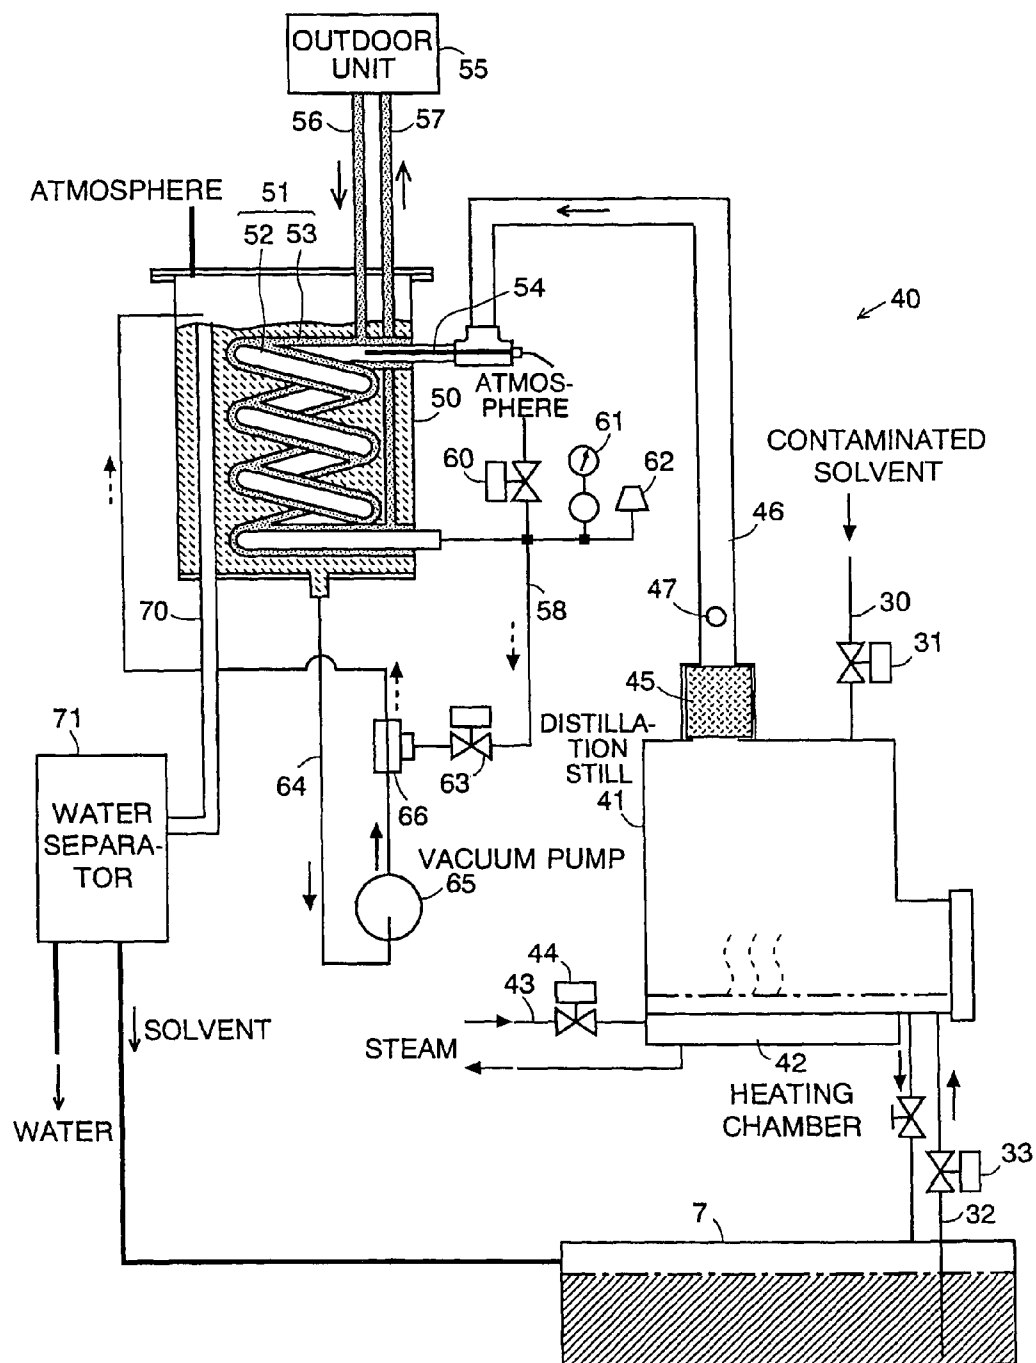 OUTDOOR
UNIT
55
56
57
ATMOSPHERE
51
52 53
54
40
ATMOS-
PHERE
50
61
60
62
CONTAMINATED
SOLVENT
46
47
30
31
70
58
45
71
DISTILLA-
TION
STILL
41
63
64
66
WATER
SEPARA-
TOR
VACUUM PUMP
65
44
43
SOLVENT
STEAM
42
WATER
HEATING
CHAMBER
33
7
32